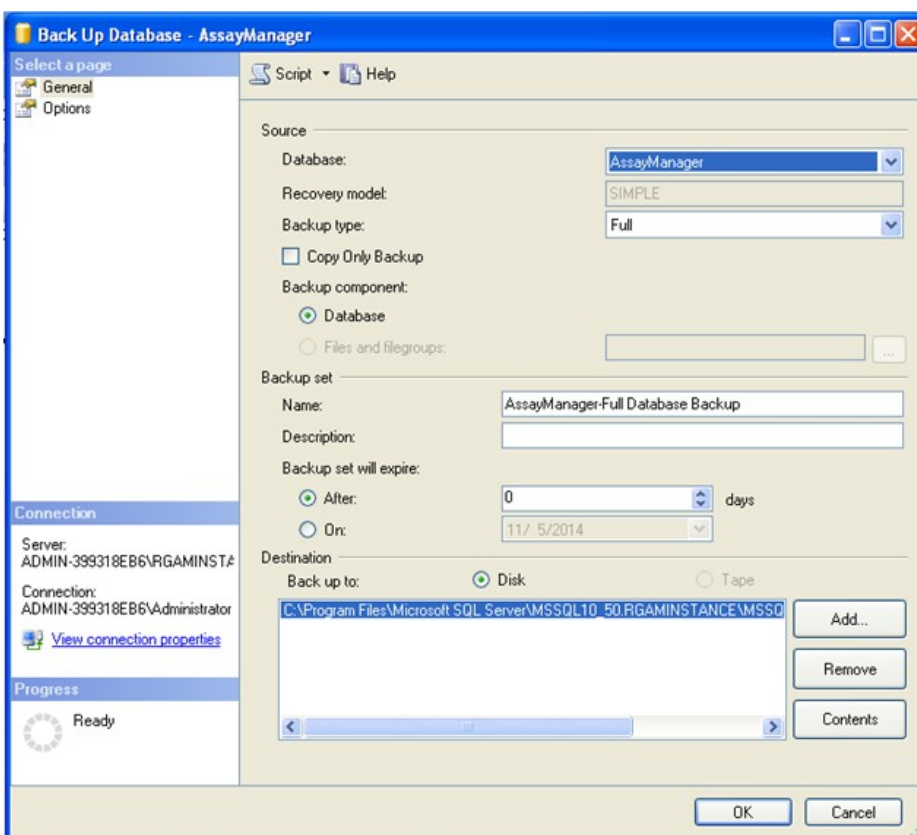 Back Up Database - AssayManager
Select a page
General
Options
Script
Help
Source
Database:
AssayManager
Recovery model:
SIMPLE
Backup type:
Full
Copy Only Backup
Backup component:
Database
Files and filegroups:
...
Backup set
Name:
AssayManager-Full Database Backup
Description:
Backup set will expire:
After:
0
days
On:
11/ 5/2014
Destination
Back up to:
Disk
Tape
C:\Program Files\Microsoft SQL Server\MSSQL10_50.RGAMINSTANCE\MSSQ
Add...
Remove
Contents
Connection
Server:
ADMIN-399318EB6\RGAMINSTA
Connection:
ADMIN-399318EB6\Administrator
View connection properties
Progress
Ready
OK
Cancel